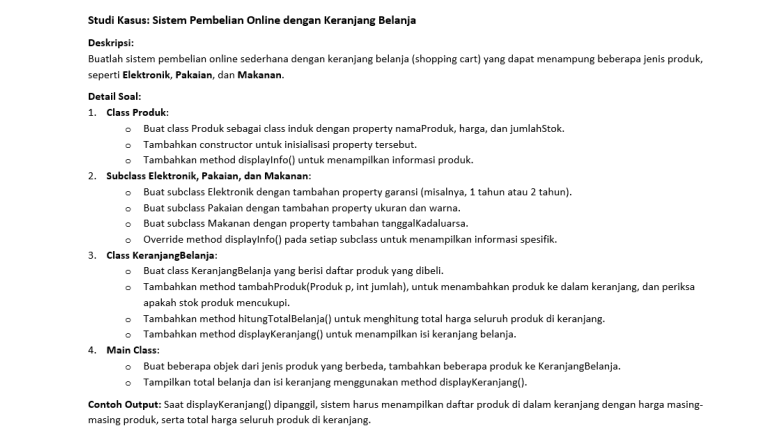 Studi Kasus: Sistem Pembelian Online dengan Keranjang Belanja
Deskripsi:
Buatlah sistem pembelian online sederhana dengan keranjang belanja (shopping cart) yang dapat menampung beberapa jenis produk,
seperti Elektronik, Pakaian, dan Makanan.
Detail Soal:
1. Class Produk:
o Buat class Produk sebagai class induk dengan property namaProduk, harga, dan jumlahStok.
o Tambahkan constructor untuk inisialisasi property tersebut.
o Tambahkan method displayInfo() untuk menampilkan informasi produk.
2. Subclass Elektronik, Pakaian, dan Makanan:
o Buat subclass Elektronik dengan tambahan property garansi (misalnya, 1 tahun atau 2 tahun).
o Buat subclass Pakaian dengan tambahan property ukuran dan warna.
o Buat subclass Makanan dengan property tambahan tanggalKadaluarsa.
o Override method displayInfo() pada setiap subclass untuk menampilkan informasi spesifik.
3. Class KeranjangBelanja:
o Buat class KeranjangBelanja yang berisi daftar produk yang dibeli.
o Tambahkan method tambahProduk(Produk p, int jumlah), untuk menambahkan produk ke dalam keranjang, dan periksa
apakah stok produk mencukupi.
o Tambahkan method hitungTotalBelanja() untuk menghitung total harga seluruh produk di keranjang.
o Tambahkan method displayKeranjang() untuk menampilkan isi keranjang belanja.
4. Main Class:
o Buat beberapa objek dari jenis produk yang berbeda, tambahkan beberapa produk ke KeranjangBelanja.
o Tampilkan total belanja dan isi keranjang menggunakan method displayKeranjang().
Contoh Output: Saat displayKeranjang() dipanggil, sistem harus menampilkan daftar produk di dalam keranjang dengan harga masing-
masing produk, serta total harga seluruh produk di keranjang.